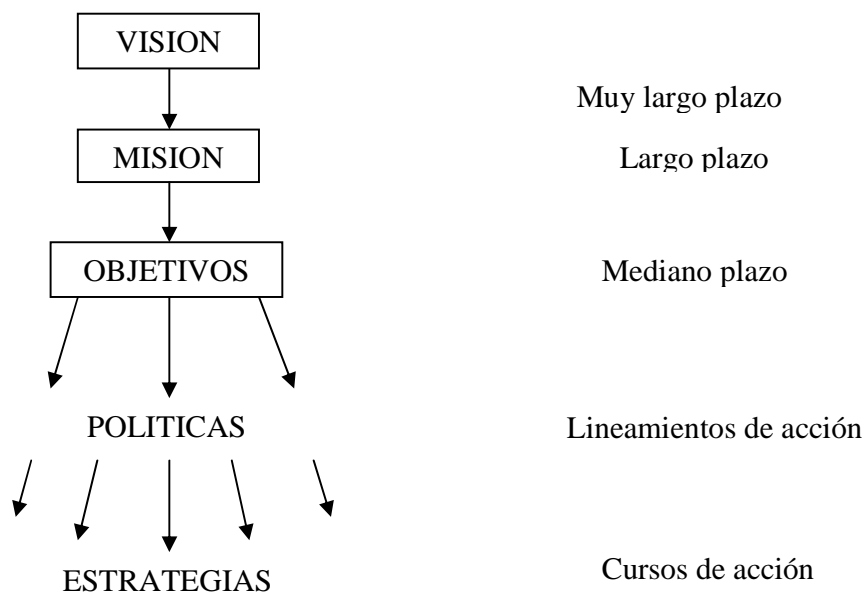 VISION
Muy largo plazo
MISION
Largo plazo
OBJETIVOS
Mediano plazo
POLITICAS
Lineamientos de acción
ESTRATEGIAS
Cursos de acción